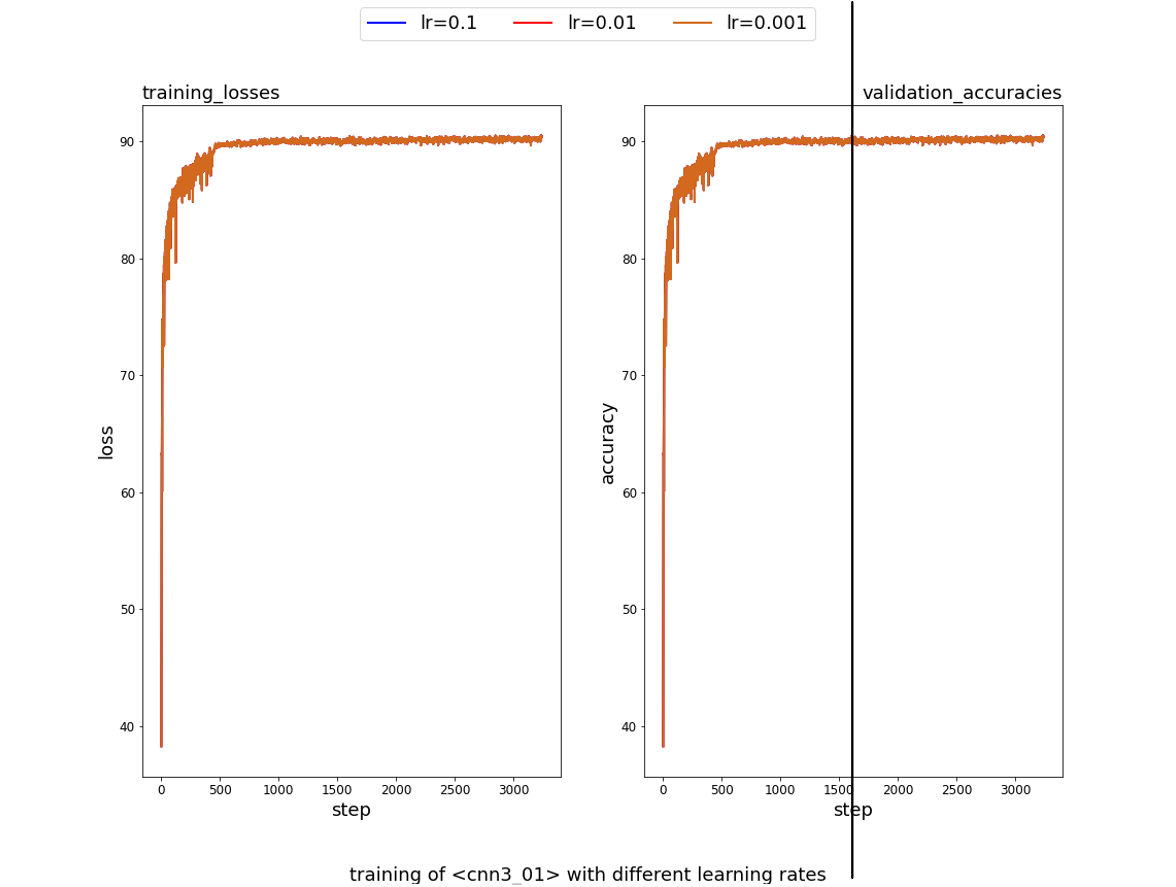 lr=0.1 lr=0.01 lr=0.001
training_losses
90
80
70
60
50
40
loss
0 500 1000 1500 2000 2500 3000
step
validation_accuracies
90
80
70
60
50
40
accuracy
0 500 1000 1500 2000 2500 3000
step
training of <cnn3_01> with different learning rates